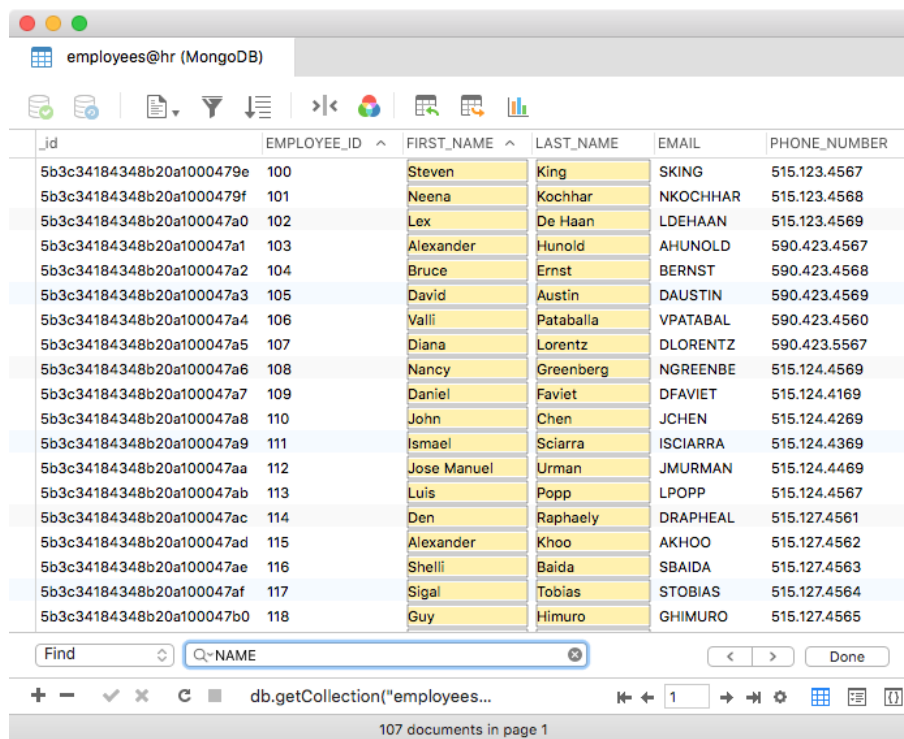 employees@hr (MongoDB)
_id EMPLOYEE_ID FIRST_NAME LAST_NAME EMAIL PHONE_NUMBER
5b3c34184348b20a1000479e 100 Steven King SKING 515.123.4567
5b3c34184348b20a1000479f 101 Neena Kochhar NKOCHHAR 515.123.4568
5b3c34184348b20a100047a0 102 Lex De Haan LDEHAAN 515.123.4569
5b3c34184348b20a100047a1 103 Alexander Hunold AHUNOLD 590.423.4567
5b3c34184348b20a100047a2 104 Bruce Ernst BERNST 590.423.4568
5b3c34184348b20a100047a3 105 David Austin DAUSTIN 590.423.4569
5b3c34184348b20a100047a4 106 Valli Pataballa VPATABAL 590.423.4560
5b3c34184348b20a100047a5 107 Diana Lorentz DLORENTZ 590.423.5567
5b3c34184348b20a100047a6 108 Nancy Greenberg NGREENBE 515.124.4569
5b3c34184348b20a100047a7 109 Daniel Faviet DFAVIET 515.124.4169
5b3c34184348b20a100047a8 110 John Chen JCHEN 515.124.4269
5b3c34184348b20a100047a9 111 Ismael Sciarra ISCIARRA 515.124.4369
5b3c34184348b20a100047aa 112 Jose Manuel Urman JMURMAN 515.124.4469
5b3c34184348b20a100047ab 113 Luis Popp LPOPP 515.124.4567
5b3c34184348b20a100047ac 114 Den Raphaely DRAPHEAL 515.127.4561
5b3c34184348b20a100047ad 115 Alexander Khoo AKHOO 515.127.4562
5b3c34184348b20a100047ae 116 Shelli Baida SBAIDA 515.127.4563
5b3c34184348b20a100047af 117 Sigal Tobias STOBIAS 515.127.4564
5b3c34184348b20a100047b0 118 Guy Himuro GHIMURO 515.127.4565
Find NAME Done
db.getCollection("employees... 1
107 documents in page 1